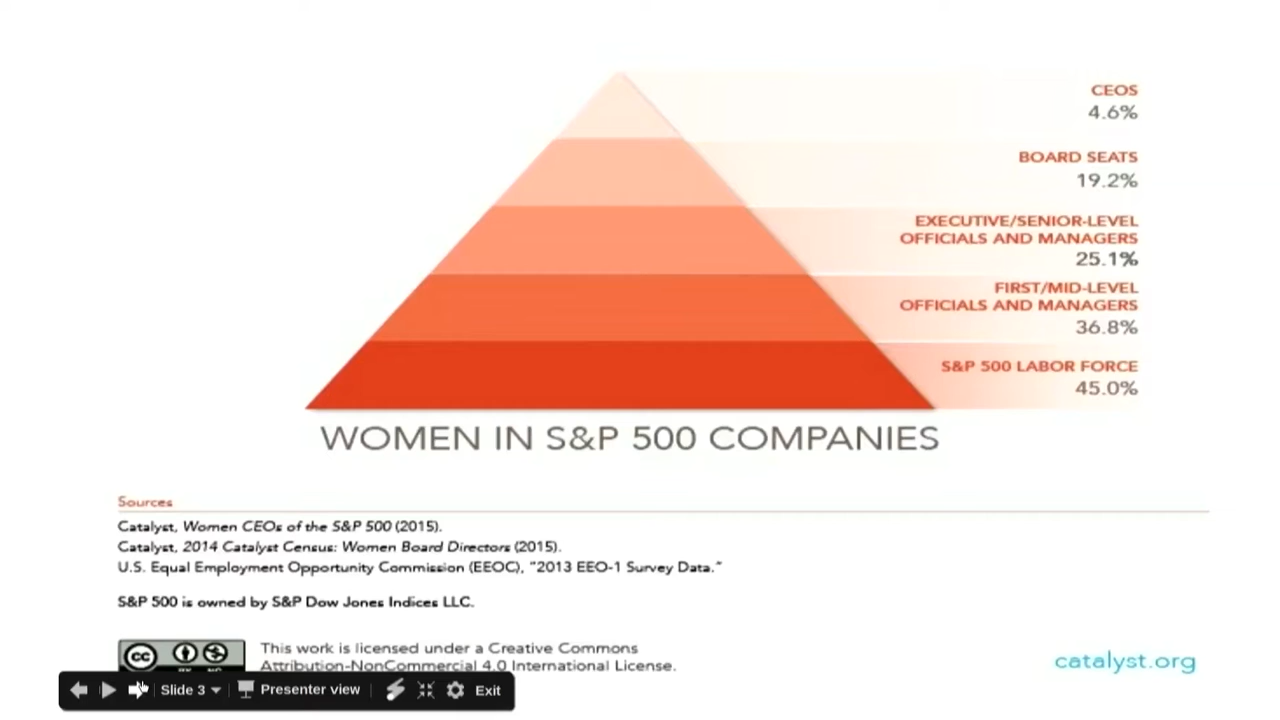 CEOS
4.6%
BOARD SEATS
19.2%
EXECUTIVE/SENIOR-LEVEL
OFFICIALS AND MANAGERS
25.1%
FIRST/MID-LEVEL
OFFICIALS AND MANAGERS
36.8%
S&P 500 LABOR FORCE
45.0%
WOMEN IN S&P 500 COMPANIES
Sources
Catalyst, Women CEOs of the S&P 500 (2015).
Catalyst, 2014 Catalyst Census: Women Board Directors (2015).
U.S. Equal Employment Opportunity Commission (EEOC), "2013 EEO-1 Survey Data."
S&P 500 is owned by S&P Dow Jones Indices LLC.
cc
This work is licensed under a Creative Commons
Attribution-NonCommercial 4.0 International License.
catalyst.org
Slide 3
Presenter view
Exit